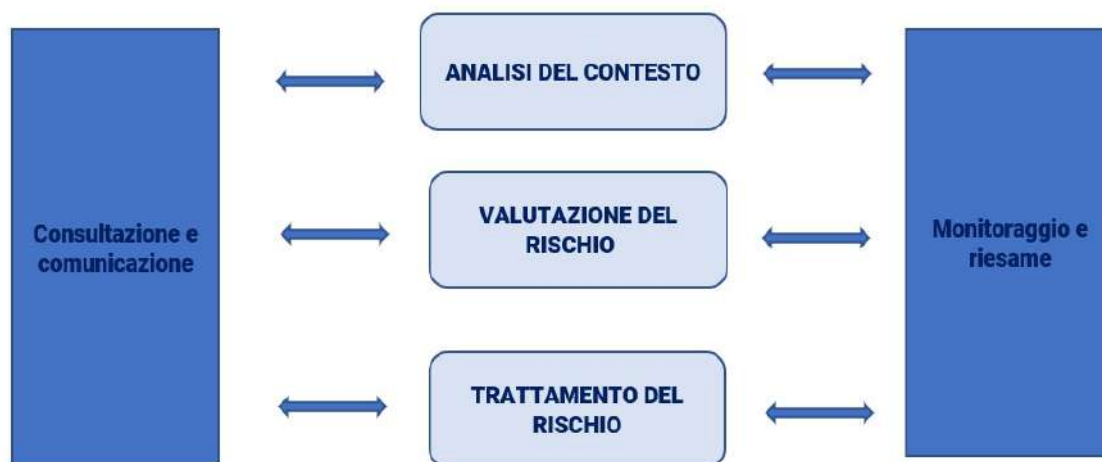 Consultazione e
comunicazione
ANALISI DEL CONTESTO
VALUTAZIONE DEL
RISCHIO
TRATTAMENTO DEL
RISCHIO
Monitoraggio e
riesame